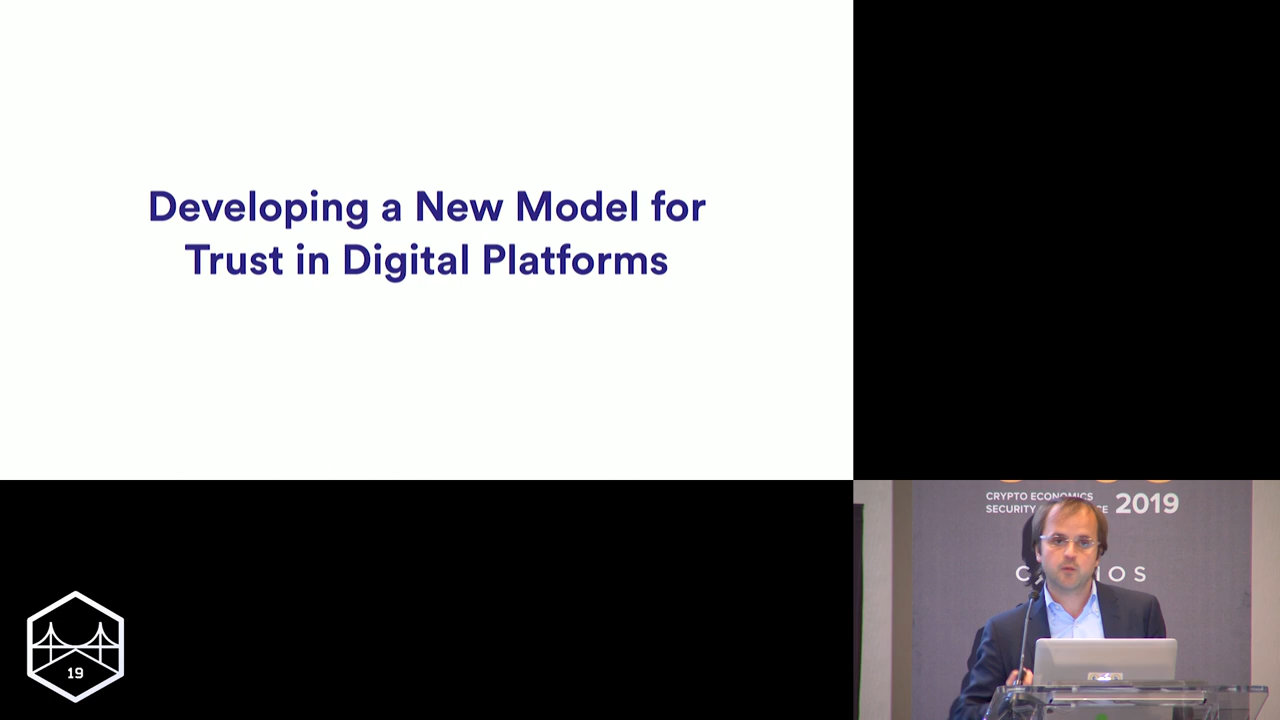 Developing a New Model for
Trust in Digital Platforms
CRYPTO ECONOMICS
SECURITY
2019
19